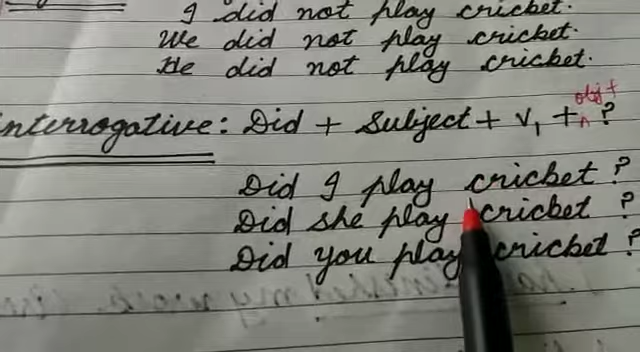 I did not play cricket.
We did not play cricket.
He did not play cricket.
obj +
Interrogative: Did + Subject + V1 + ?
Did I play cricket ?
Did she play cricket ?
Did you play cricket ?